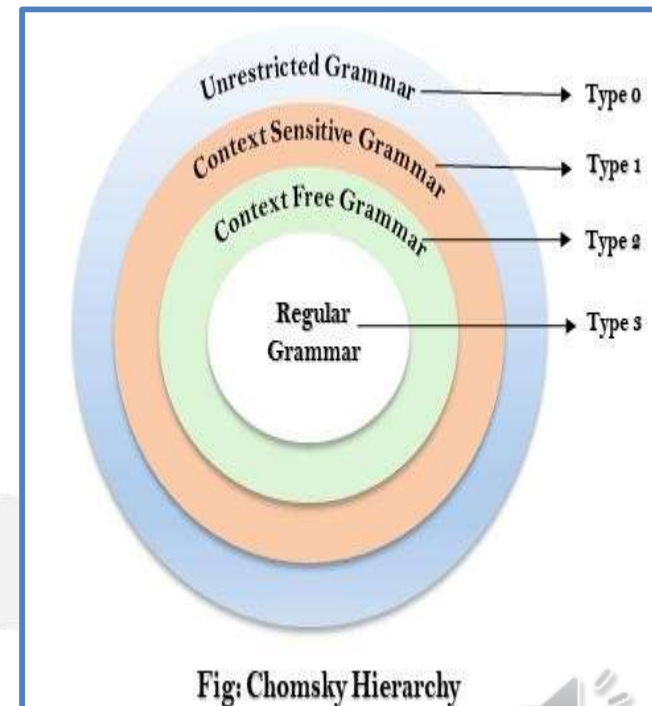 Unrestricted Grammar
Type 0
Context Sensitive Grammar
Type 1
Context Free Grammar
Type 2
Regular
Grammar
Type 3
Fig: Chomsky Hierarchy